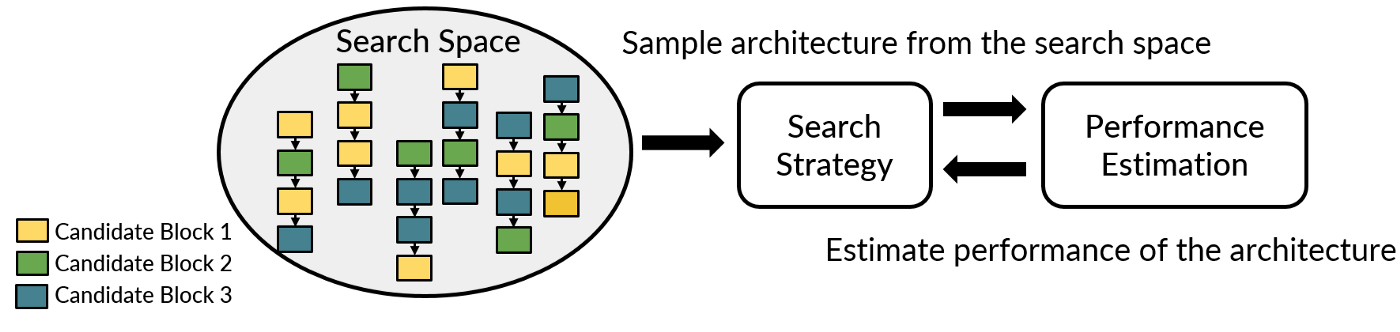 Search Space
Sample architecture from the search space
Search
Strategy
Performance
Estimation
Candidate Block 1
Candidate Block 2
Candidate Block 3
Estimate performance of the architecture